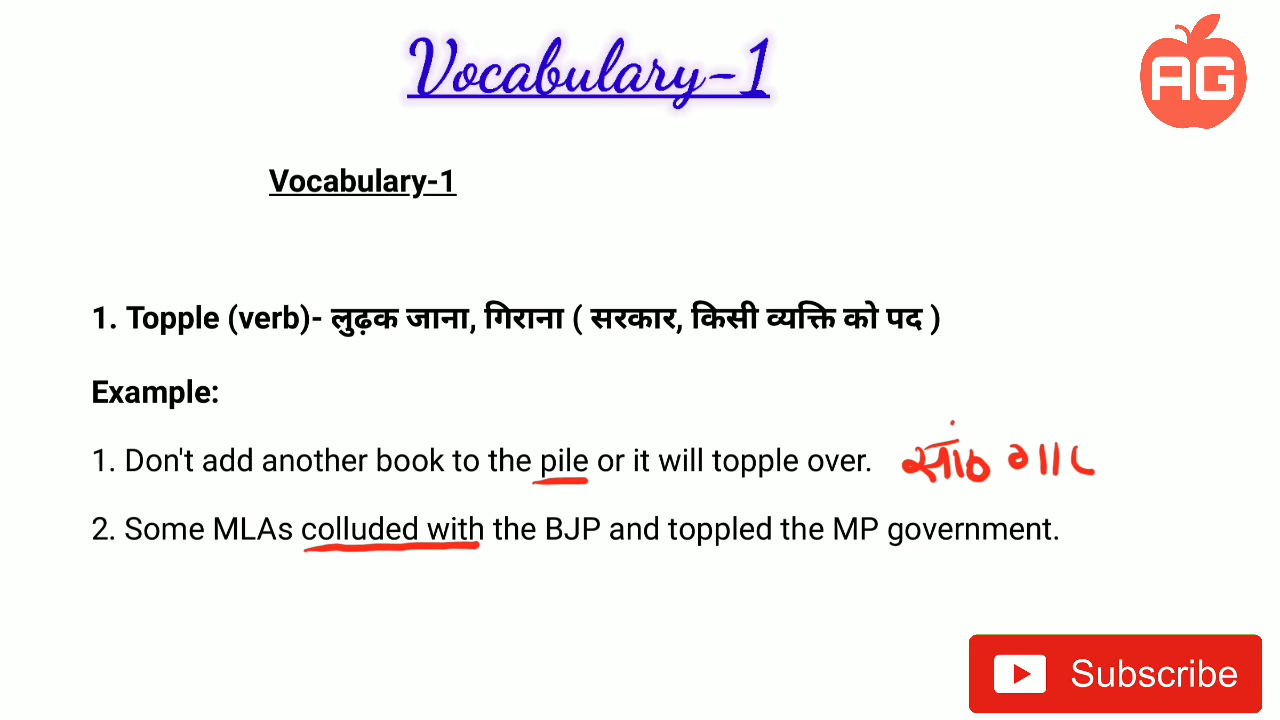 Vocabulary-1
AG
Vocabulary-1
1. Topple (verb)- लुढ़क जाना, गिराना ( सरकार, किसी व्यक्ति को पद )
Example:
1. Don't add another book to the pile or it will topple over.
2. Some MLAs colluded with the BJP and toppled the MP government.
Subscribe